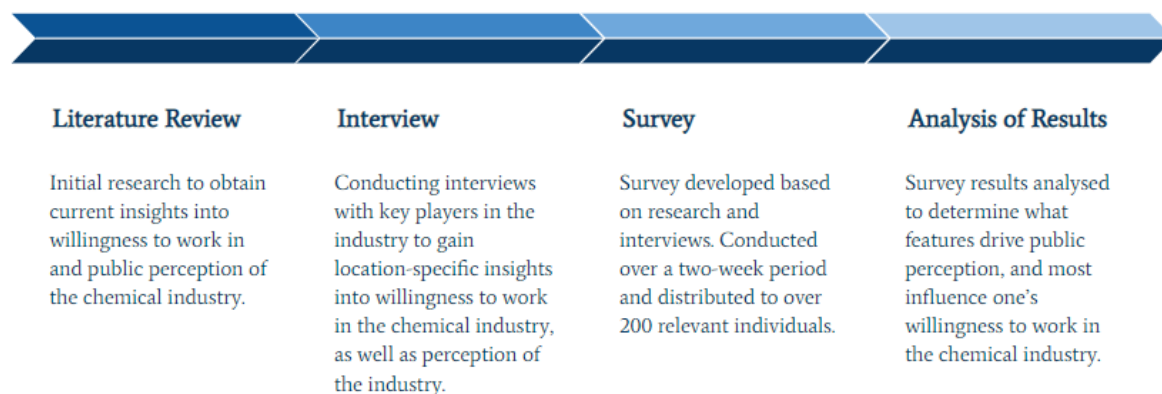 Literature Review
Initial research to obtain
current insights into
willingness to work in
and public perception of
the chemical industry.
Interview
Conducting interviews
with key players in the
industry to gain
location-specific insights
into willingness to work
in the chemical industry,
as well as perception of
the industry.
Survey
Survey developed based
on research and
interviews. Conducted
over a two-week period
and distributed to over
200 relevant individuals.
Analysis of Results
Survey results analysed
to determine what
features drive public
perception, and most
influence one's
willingness to work in
the chemical industry.